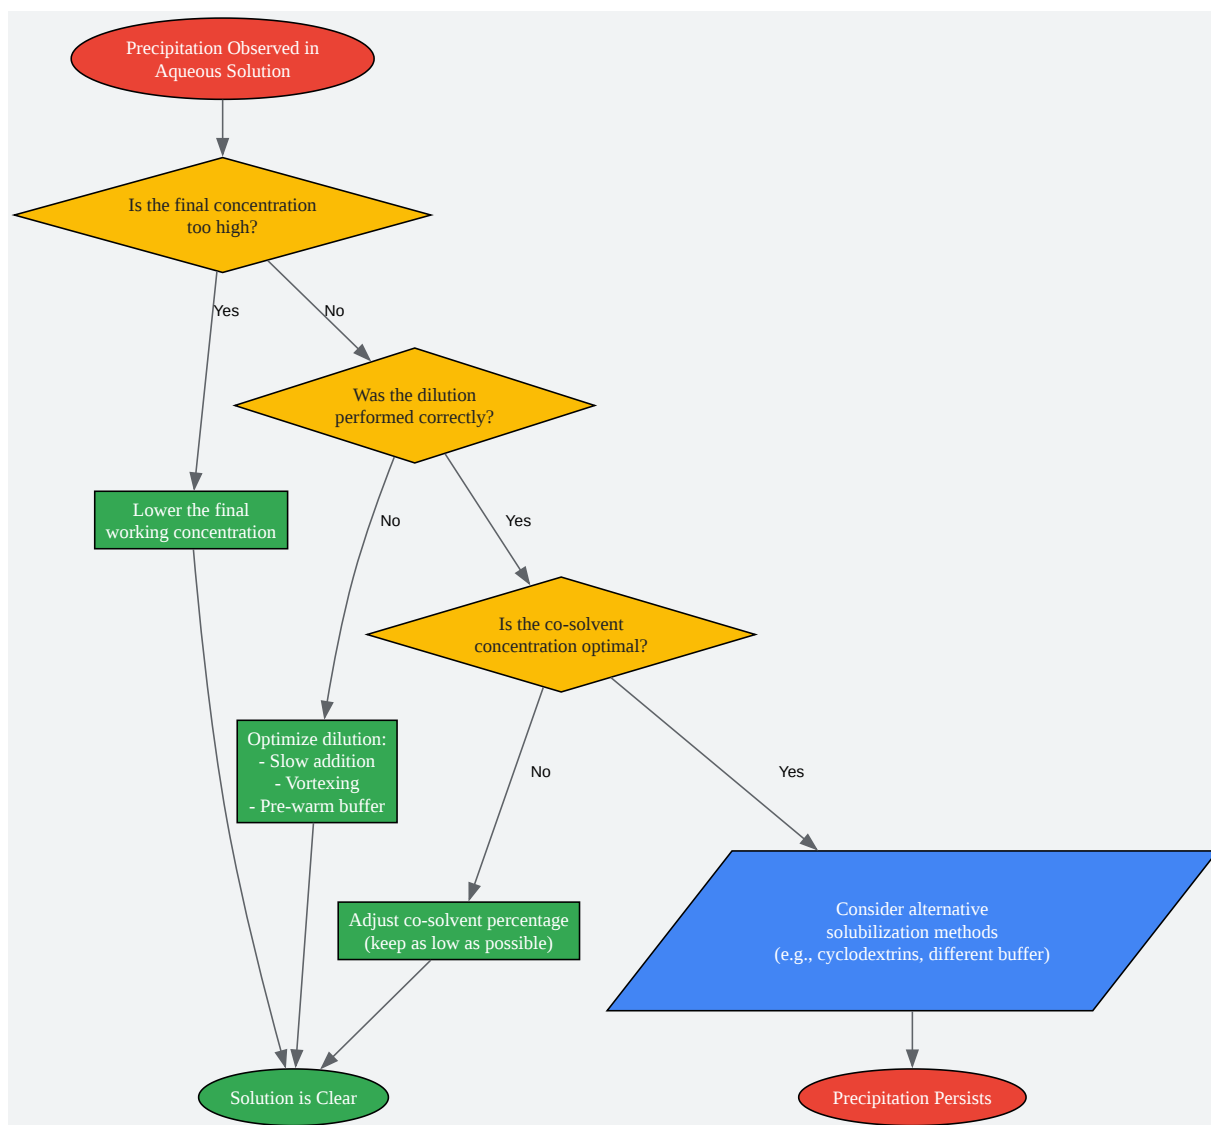 Precipitation Observed in
Aqueous Solution
Is the final concentration
too high?
Yes
No
Was the dilution
performed correctly?
Lower the final
working concentration
No
Yes
Is the co-solvent
concentration optimal?
Optimize dilution:
- Slow addition
- Vortexing
- Pre-warm buffer
No
Yes
Adjust co-solvent percentage
(keep as low as possible)
Consider alternative
solubilization methods
(e.g., cyclodextrins, different buffer)
Solution is Clear
Precipitation Persists